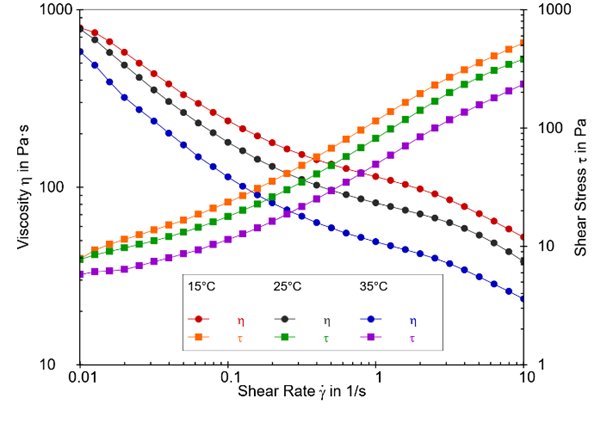 1000
1000
Viscosity η in Pa·s
Shear Stress τ in Pa
100
100
10
15°C 25°C 35°C
η η η
τ τ τ
10
1
0.01 0.1 1 10
Shear Rate γ̇ in 1/s